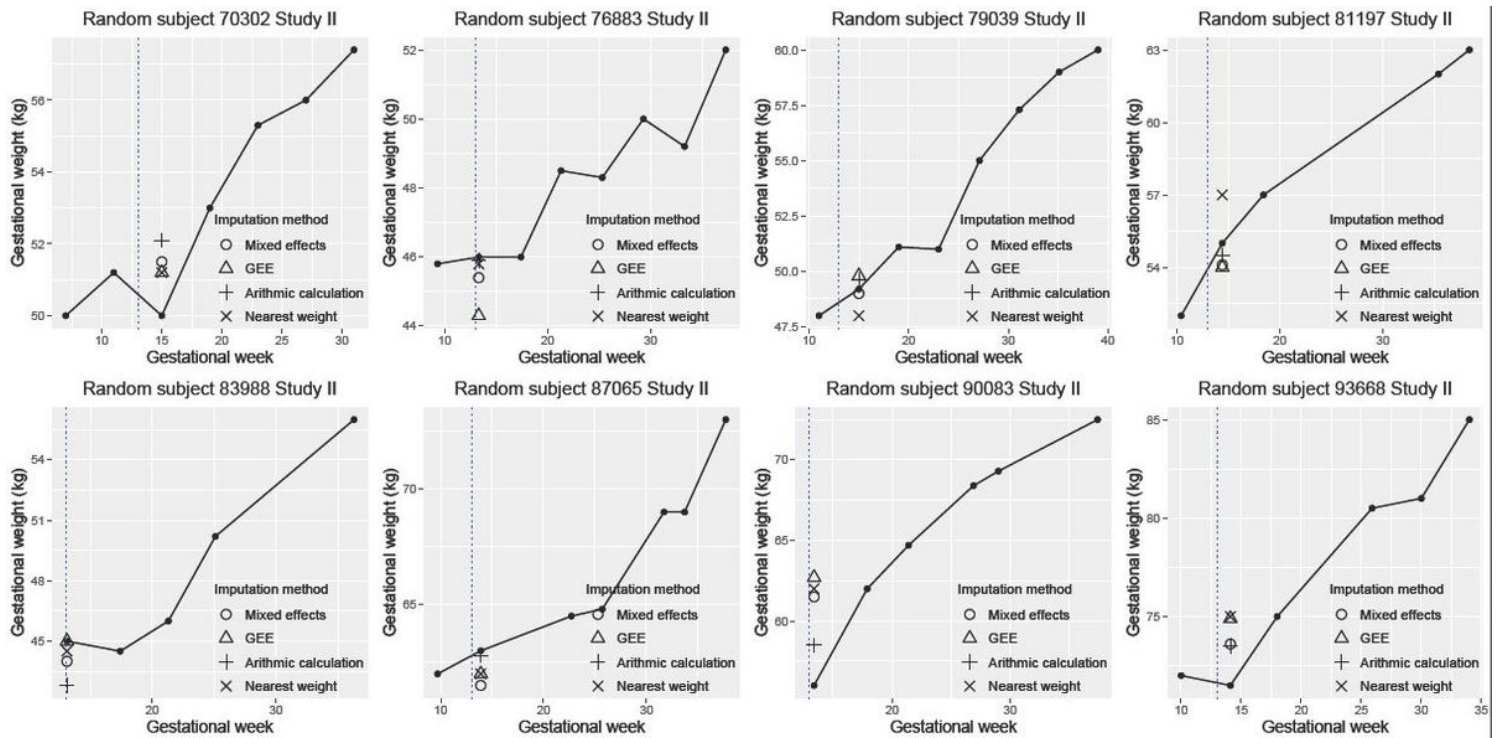 Random subject 70302 Study II
Gestational weight (kg)
56
54
52
50
10
15
20
25
30
Gestational week
Imputation method
Mixed effects
GEE
Arithmic calculation
Nearest weight
Random subject 76883 Study II
Gestational weight (kg)
52
50
48
46
44
10
20
30
Gestational week
Imputation method
Mixed effects
GEE
Arithmic calculation
Nearest weight
Random subject 79039 Study II
Gestational weight (kg)
60.0
57.5
55.0
52.5
50.0
47.5
10
20
30
40
Gestational week
Imputation method
Mixed effects
GEE
Arithmic calculation
Nearest weight
Random subject 81197 Study II
Gestational weight (kg)
63
60
57
54
10
20
30
Gestational week
Imputation method
Mixed effects
GEE
Arithmic calculation
Nearest weight
Random subject 83988 Study II
Gestational weight (kg)
54
51
48
45
20
30
Gestational week
Imputation method
Mixed effects
GEE
Arithmic calculation
Nearest weight
Random subject 87065 Study II
Gestational weight (kg)
70
65
10
20
30
Gestational week
Imputation method
Mixed effects
GEE
Arithmic calculation
Nearest weight
Random subject 90083 Study II
Gestational weight (kg)
70
65
60
20
30
Gestational week
Imputation method
Mixed effects
GEE
Arithmic calculation
Nearest weight
Random subject 93668 Study II
Gestational weight (kg)
85
80
75
10
15
20
25
30
35
Gestational week
Imputation method
Mixed effects
GEE
Arithmic calculation
Nearest weight